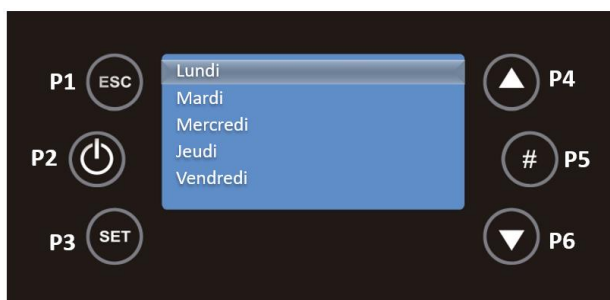 P1 ESC
Lundi
Mardi
Mercredi
Jeudi
Vendredi
P4
P2
# P5
P3 SET
P6